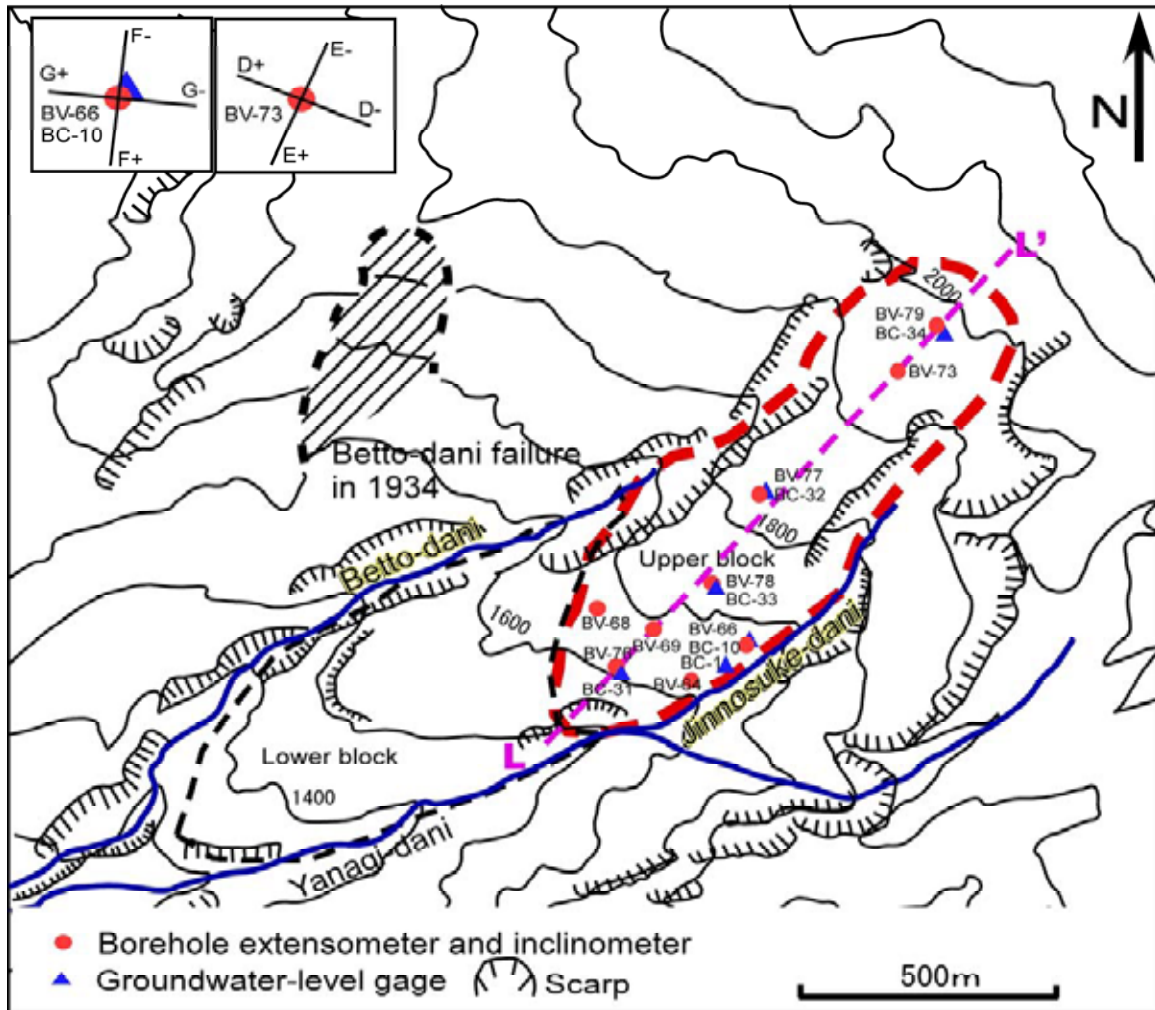 F-
G+
G-
BV-66
BC-10
F+
E-
D+
BV-73
D-
E+
N
L'
2000
BV-79
BC-34
BV-73
Betto-dani failure
in 1934
BV-77
BC-32
1800
Betto-dani
Upper block
BV-78
BC-33
1600
BV-68
BV-69
BV-66
BC-10
BC-1
BV-76
BC-31
BV-64
Jinnosuke-dani
L
Lower block
1400
Yanagi-dani
Borehole extensometer and inclinometer
Groundwater-level gage
Scarp
500m